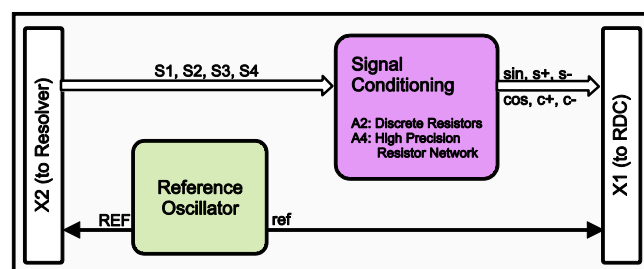 X2 (to Resolver)
S1, S2, S3, S4
Signal
Conditioning
A2: Discrete Resistors
A4: High Precision
Resistor Network
sin, s+, s-
cos, c+, c-
X1 (to RDC)
Reference
Oscillator
REF
ref